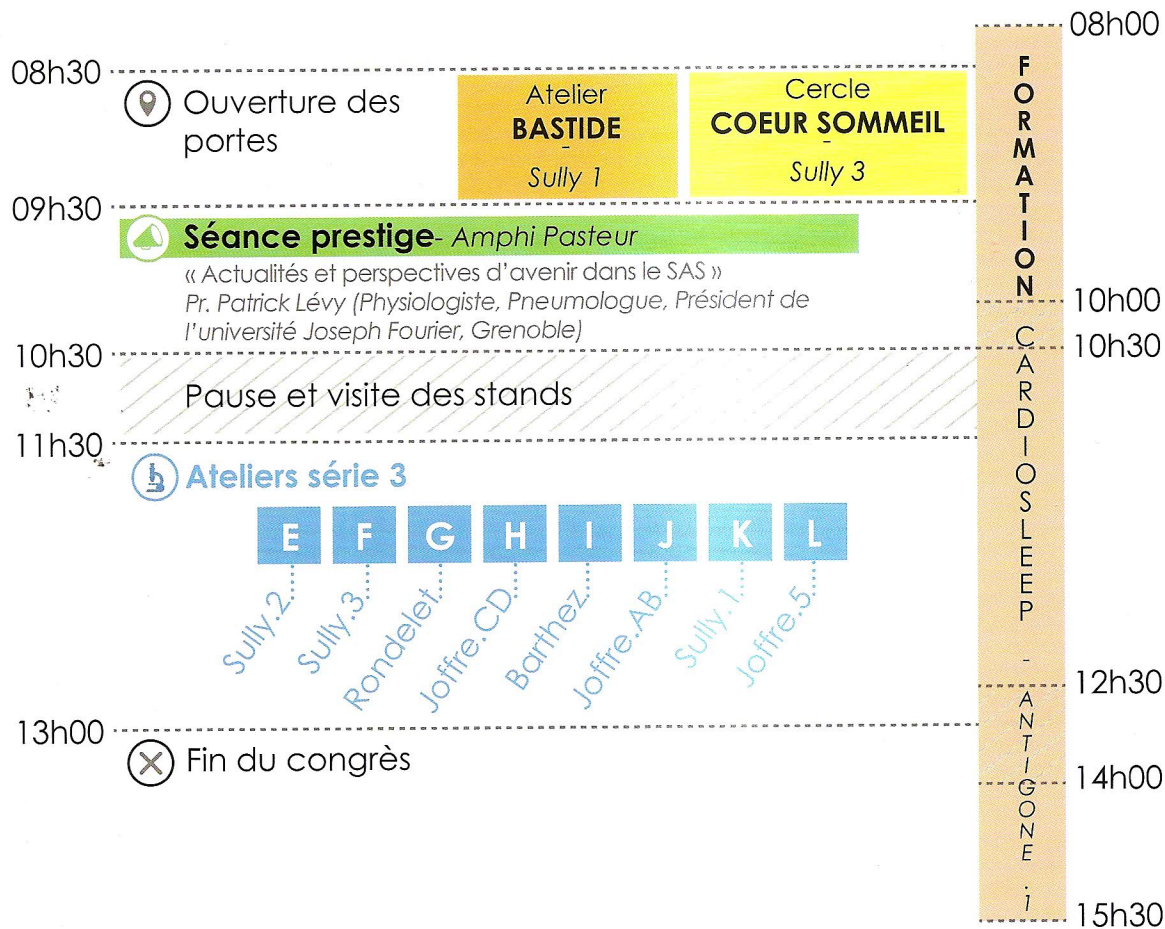 08h00
08h30
Ouverture des
portes
Atelier
BASTIDE
-
Sully 1
Cercle
COEUR SOMMEIL
-
Sully 3
09h30
Séance prestige- Amphi Pasteur
« Actualités et perspectives d'avenir dans le SAS »
Pr. Patrick Lévy (Physiologiste, Pneumologue, Président de
l'université Joseph Fourier, Grenoble)
10h00
10h30
10h30
Pause et visite des stands
11h30
Ateliers série 3
E F G H I J K L
Sully.2
Sully.3
Rondelet
Joffre.CD
Barthez
Joffre.AB
Sully.1
Joffre.5
12h30
13h00
Fin du congrès
14h00
15h30
FORMATION CARDIOSLEEP - ANTIGONE.1